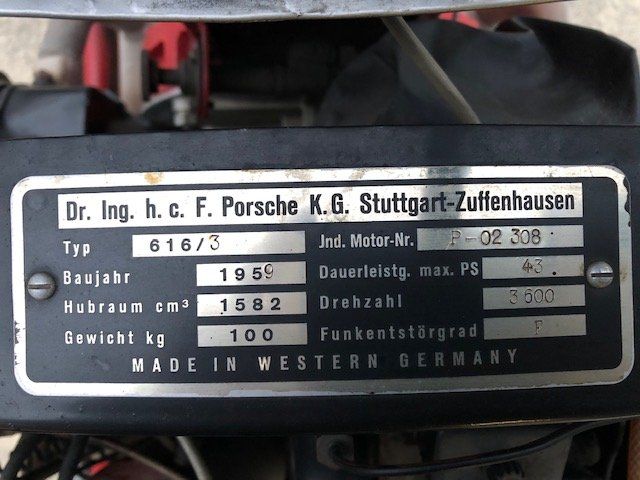 Dr. Ing. h. c. F. Porsche K.G. Stuttgart-Zuffenhausen
Typ 616/3 Jnd. Motor-Nr. P-02 308
Baujahr 1959 Dauerleistg. max. PS 43
Hubraum cm³ 1582 Drehzahl 3600
Gewicht kg 100 Funkentstörgrad F
MADE IN WESTERN GERMANY